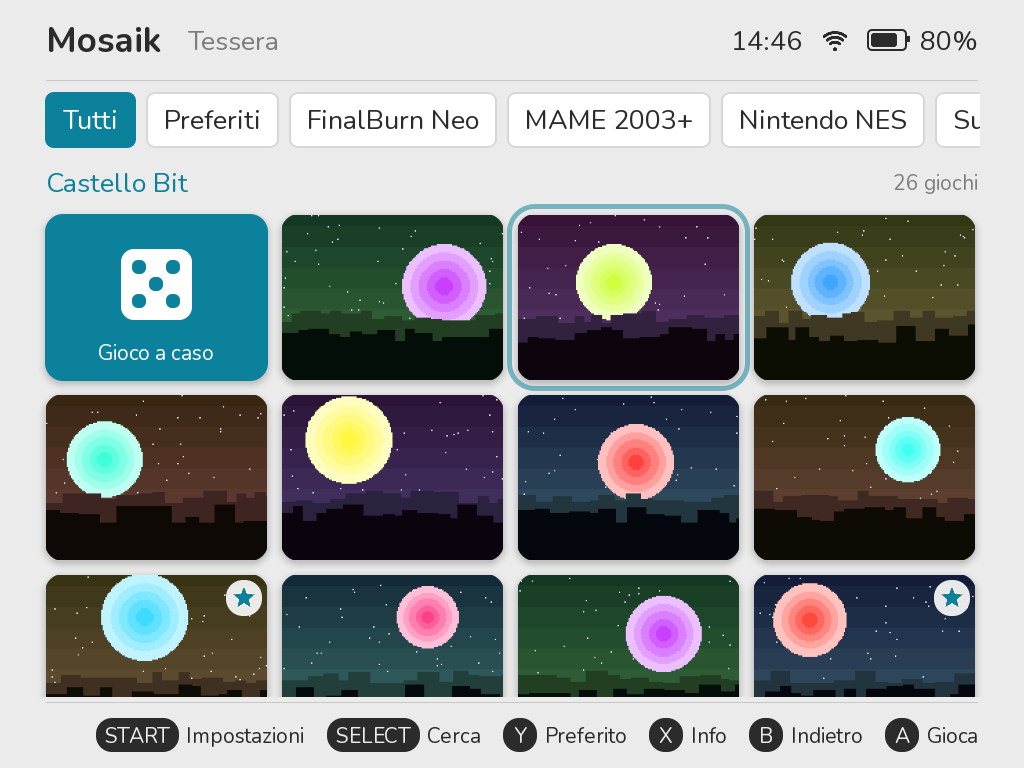 Mosaik Tessera 14:46 80%
Tutti Preferiti FinalBurn Neo MAME 2003+ Nintendo NES Su
Castello Bit 26 giochi
Gioco a caso
START Impostazioni SELECT Cerca Y Preferito X Info B Indietro A Gioca